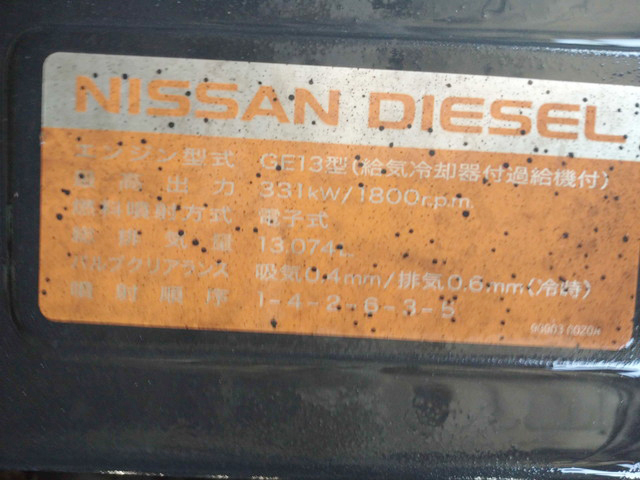 NISSAN DIESEL
エンジン型式 GE13型(給気冷却器付過給機付)
最高出力 331kW/1800r.p.m.
燃料噴射方式 電子式
総排気量 13.074L
バルブクリアランス 吸気0.4mm/排気0.6mm(冷時)
噴射順序 1-4-2-6-3-5